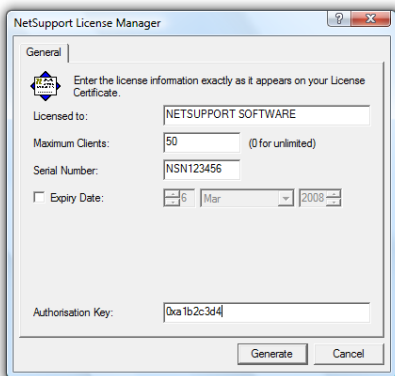 NetSupport License Manager
General
Enter the license information exactly as it appears on your License
Certificate.
Licensed to: NETSUPPORT SOFTWARE
Maximum Clients: 50 (0 for unlimited)
Serial Number: NSN123456
Expiry Date: 6 Mar 2008
Authorisation Key: 0xa1b2c3d4
Generate Cancel